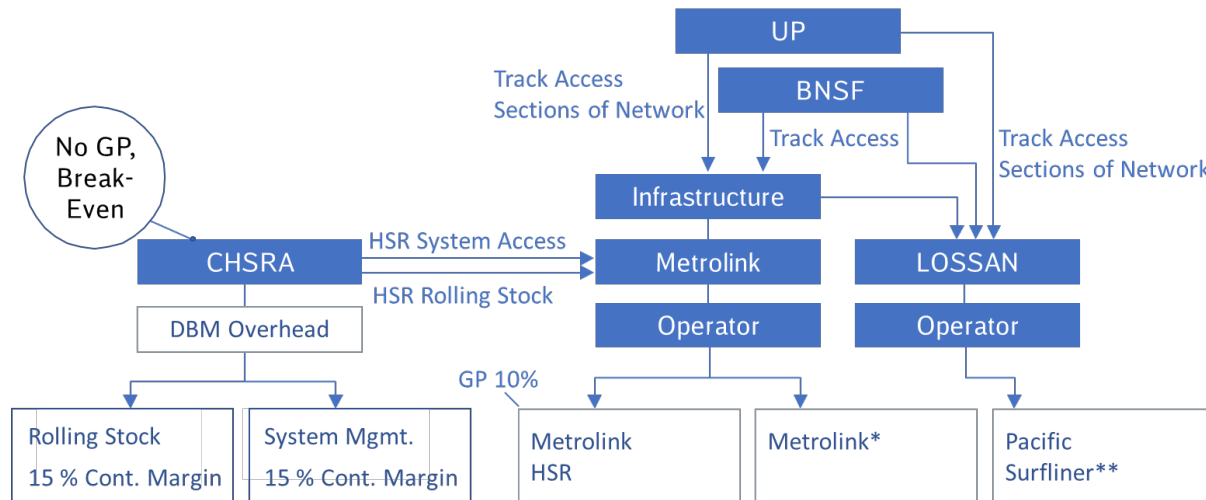 UP
Track Access
Sections of Network
BNSF
No GP,
Break-
Even
Track Access
Track Access
Sections of Network
Infrastructure
HSR System Access
CHSRA
Metrolink
LOSSAN
HSR Rolling Stock
DBM Overhead
Operator
Operator
GP 10%
Rolling Stock
15 % Cont. Margin
System Mgmt.
15 % Cont. Margin
Metrolink
HSR
Metrolink*
Pacific
Surfliner**